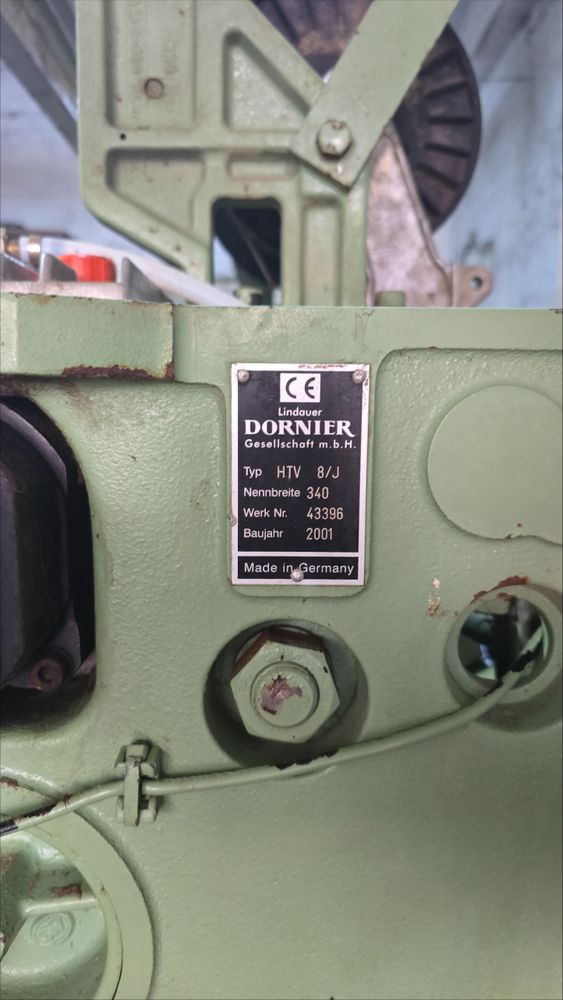 CE
Lindauer
DORNIER
Gesellschaft m.b.H.
Typ HTV 8/J
Nennbreite 340
Werk Nr. 43396
Baujahr 2001
Made in Germany